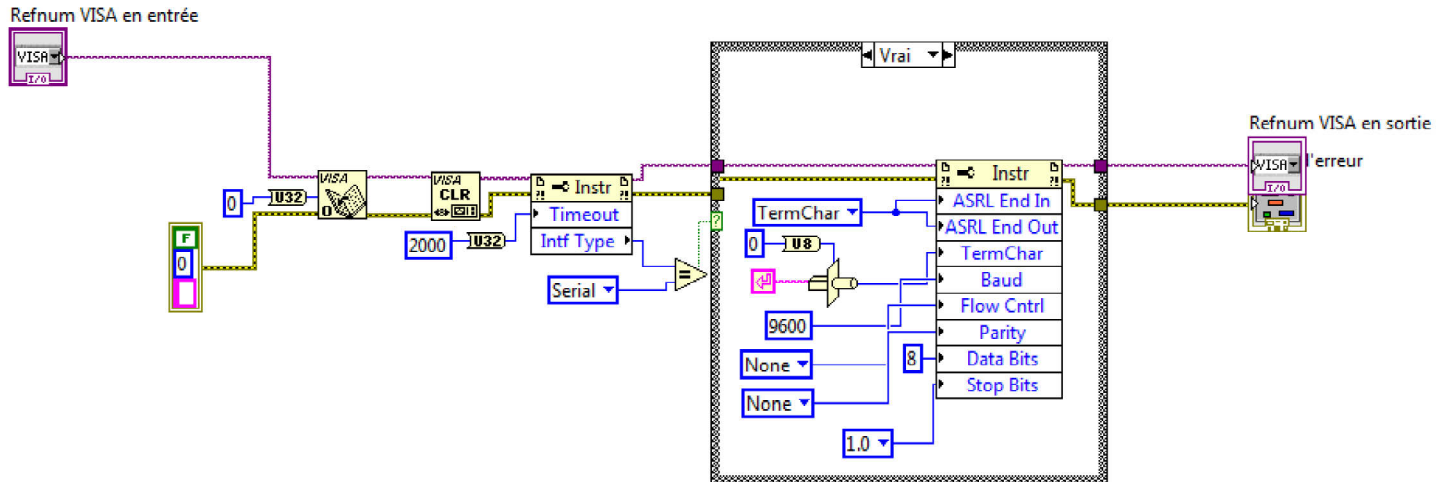 Refnum VISA en entrée
VISA
I/O
0
U32
VISA
O
VISA
CLR
Instr
Timeout
Intf Type
2000
U32
F
0
Serial
=
?
Vrai
Instr
ASRL End In
ASRL End Out
TermChar
Baud
Flow Cntrl
Parity
Data Bits
Stop Bits
TermChar
0
U8
9600
None
8
None
1.0
Refnum VISA en sortie
VISA
I/O
l'erreur